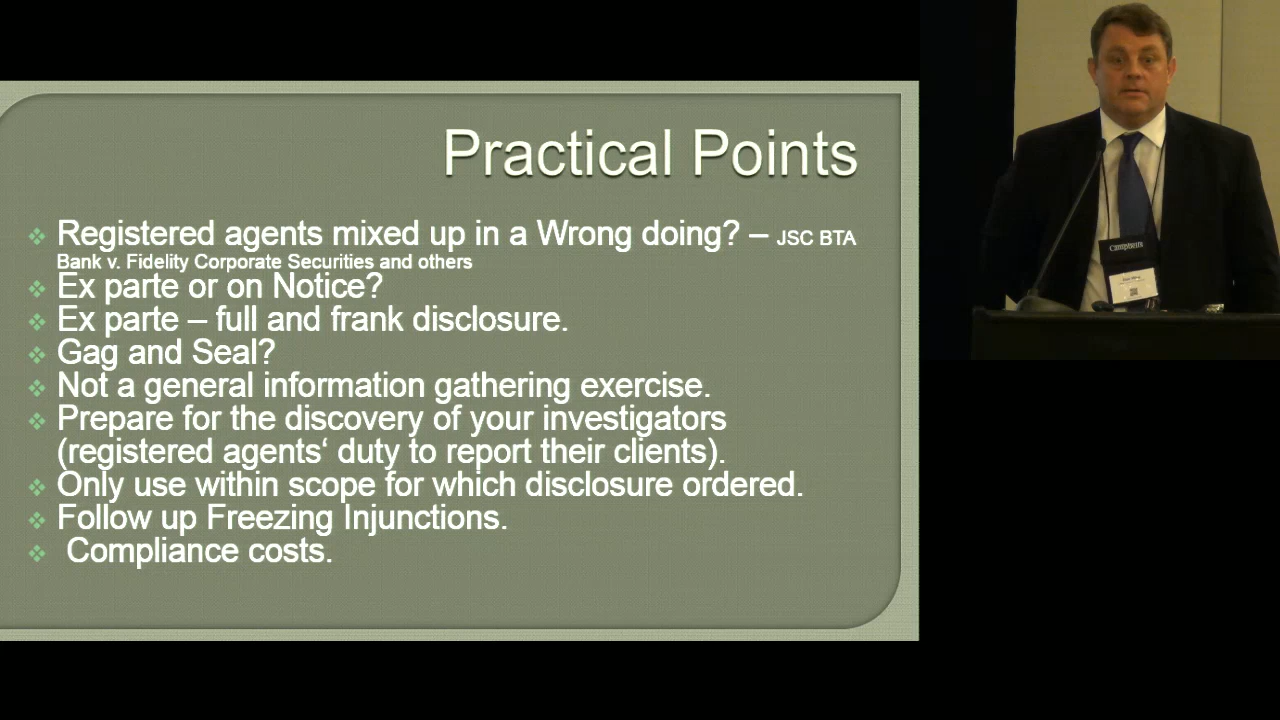 Practical Points
Registered agents mixed up in a Wrong doing? – JSC BTA
Bank v. Fidelity Corporate Securities and others
Ex parte or on Notice?
Ex parte – full and frank disclosure.
Gag and Seal?
Not a general information gathering exercise.
Prepare for the discovery of your investigators
(registered agents‘ duty to report their clients).
Only use within scope for which disclosure ordered.
Follow up Freezing Injunctions.
Compliance costs.
Campbells